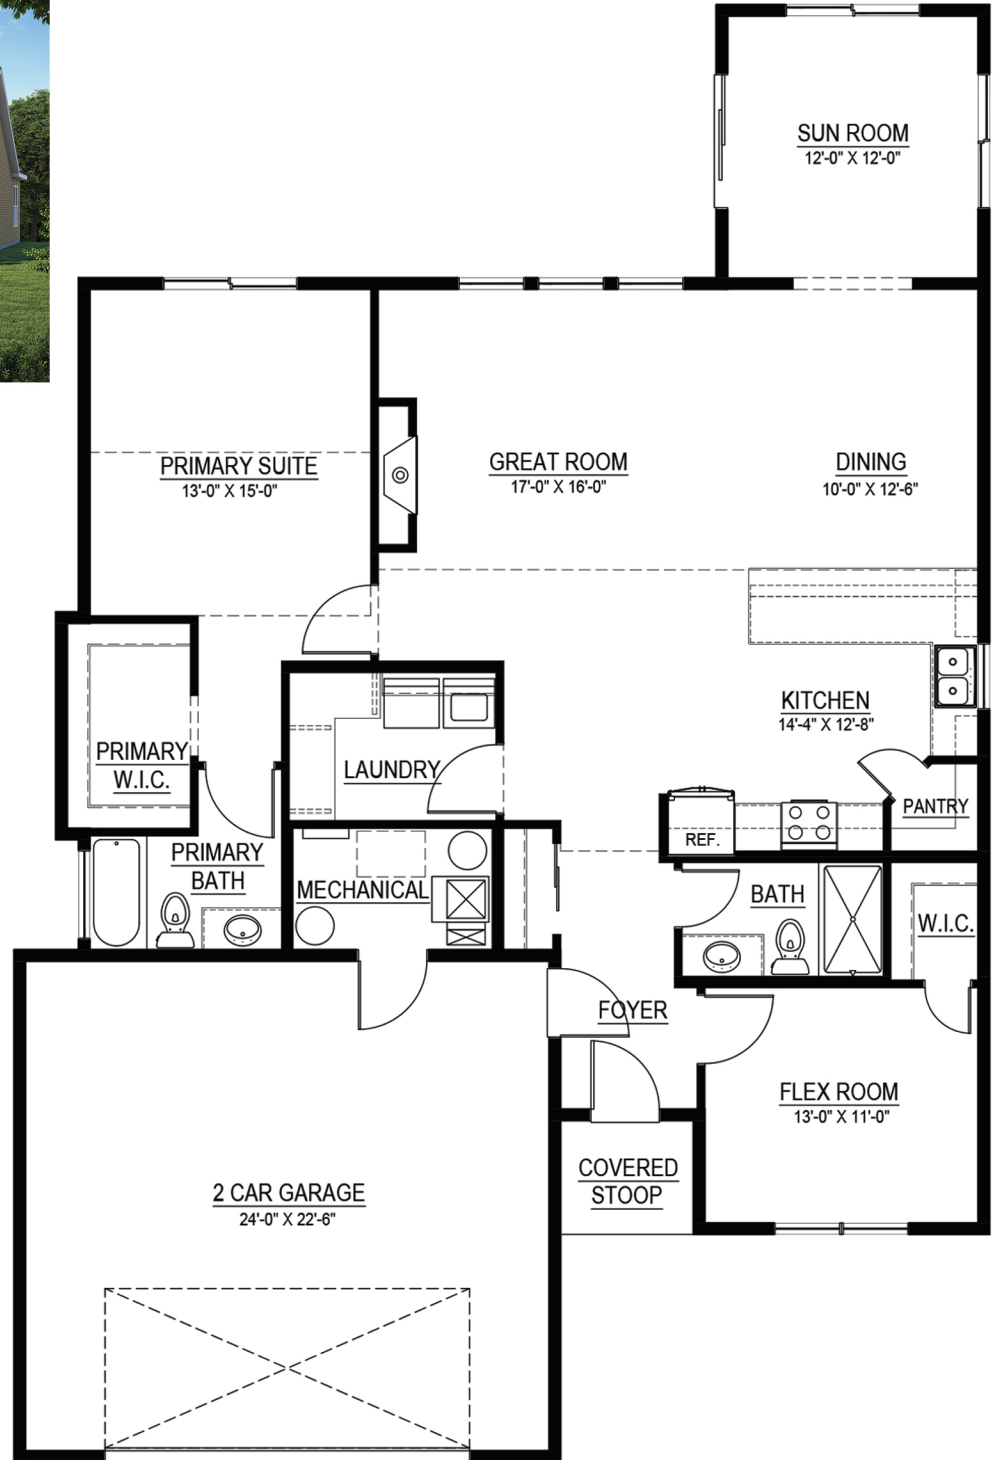 SUN ROOM
12'-0" X 12'-0"
PRIMARY SUITE
13'-0" X 15'-0"
GREAT ROOM
17'-0" X 16'-0"
DINING
10'-0" X 12'-6"
KITCHEN
14'-4" X 12'-8"
PRIMARY
W.I.C.
LAUNDRY
PANTRY
REF.
PRIMARY
BATH
MECHANICAL
BATH
W.I.C.
FOYER
FLEX ROOM
13'-0" X 11'-0"
COVERED
STOOP
2 CAR GARAGE
24'-0" X 22'-6"